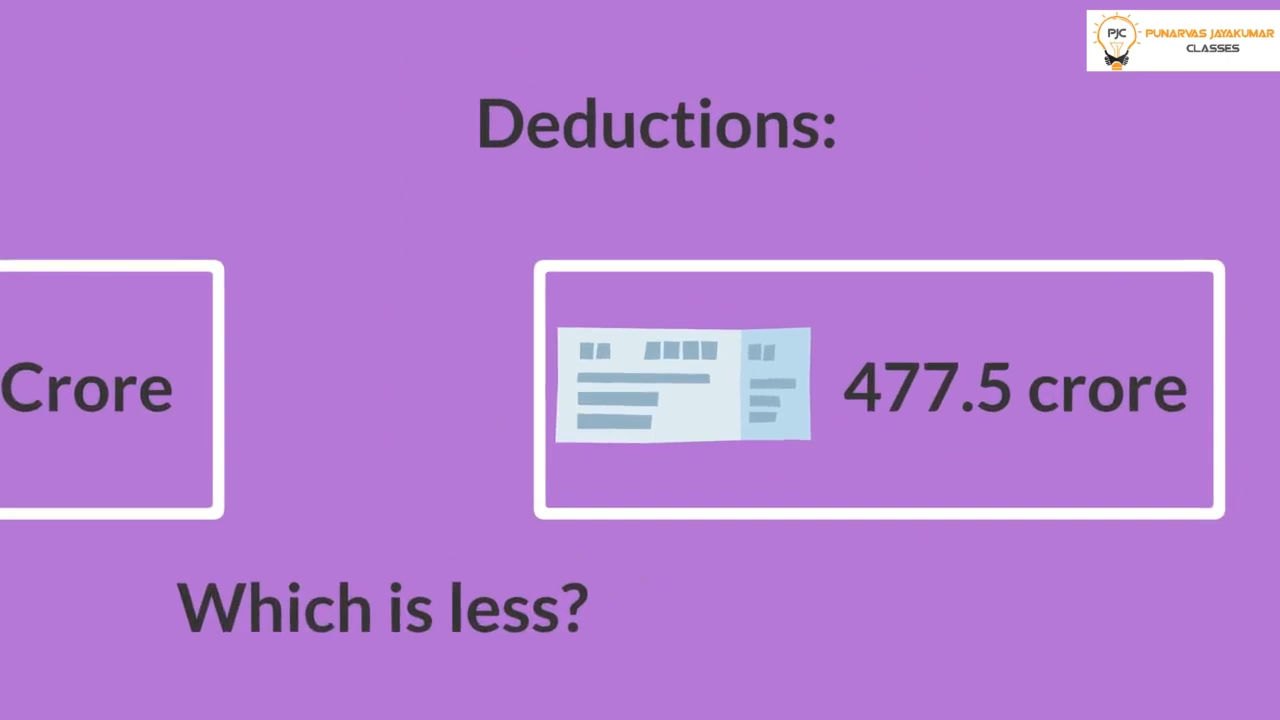 PJC
PUNARVAS JAYAKUMAR
CLASSES
Deductions:
Crore
477.5 crore
Which is less?